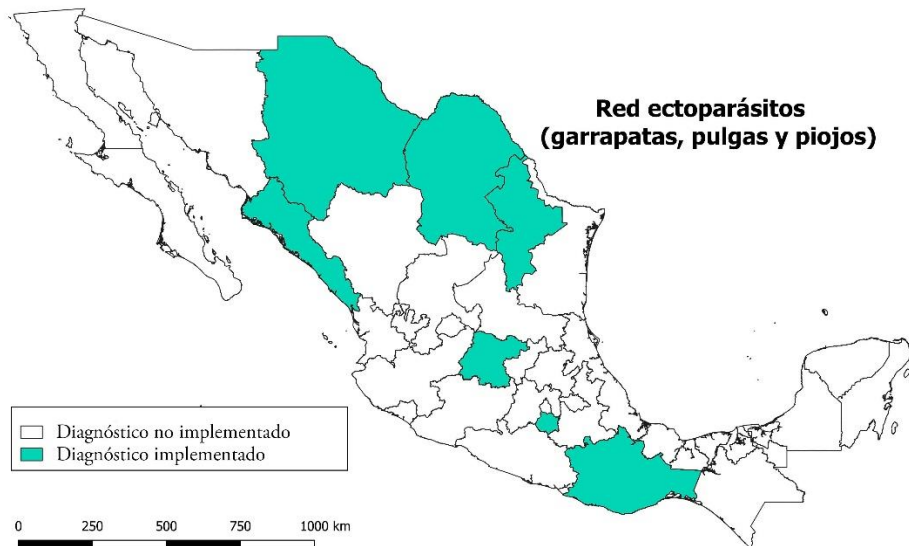 Red ectoparásitos
(garrapatas, pulgas y piojos)
Diagnóstico no implementado
Diagnóstico implementado
0 250 500 750 1000 km